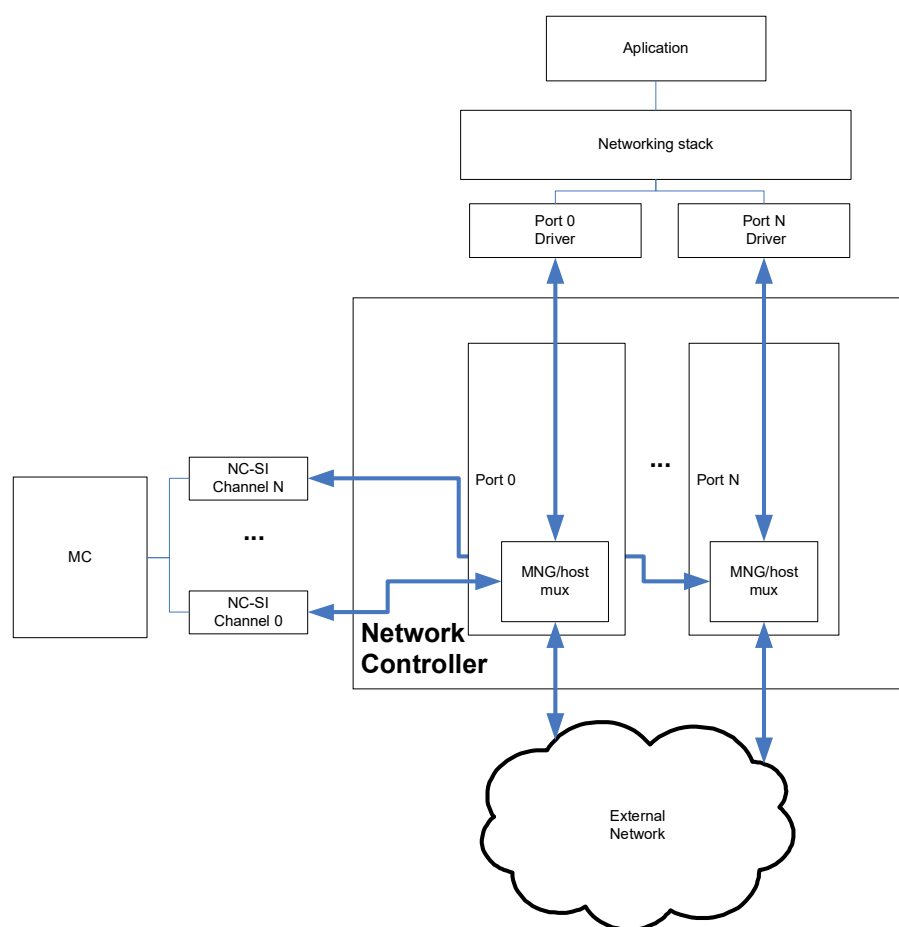 Aplication
Networking stack
Port 0
Driver
Port N
Driver
Port 0
...
Port N
NC-SI
Channel N
...
MC
MNG/host
mux
MNG/host
mux
NC-SI
Channel 0
Network
Controller
External
Network